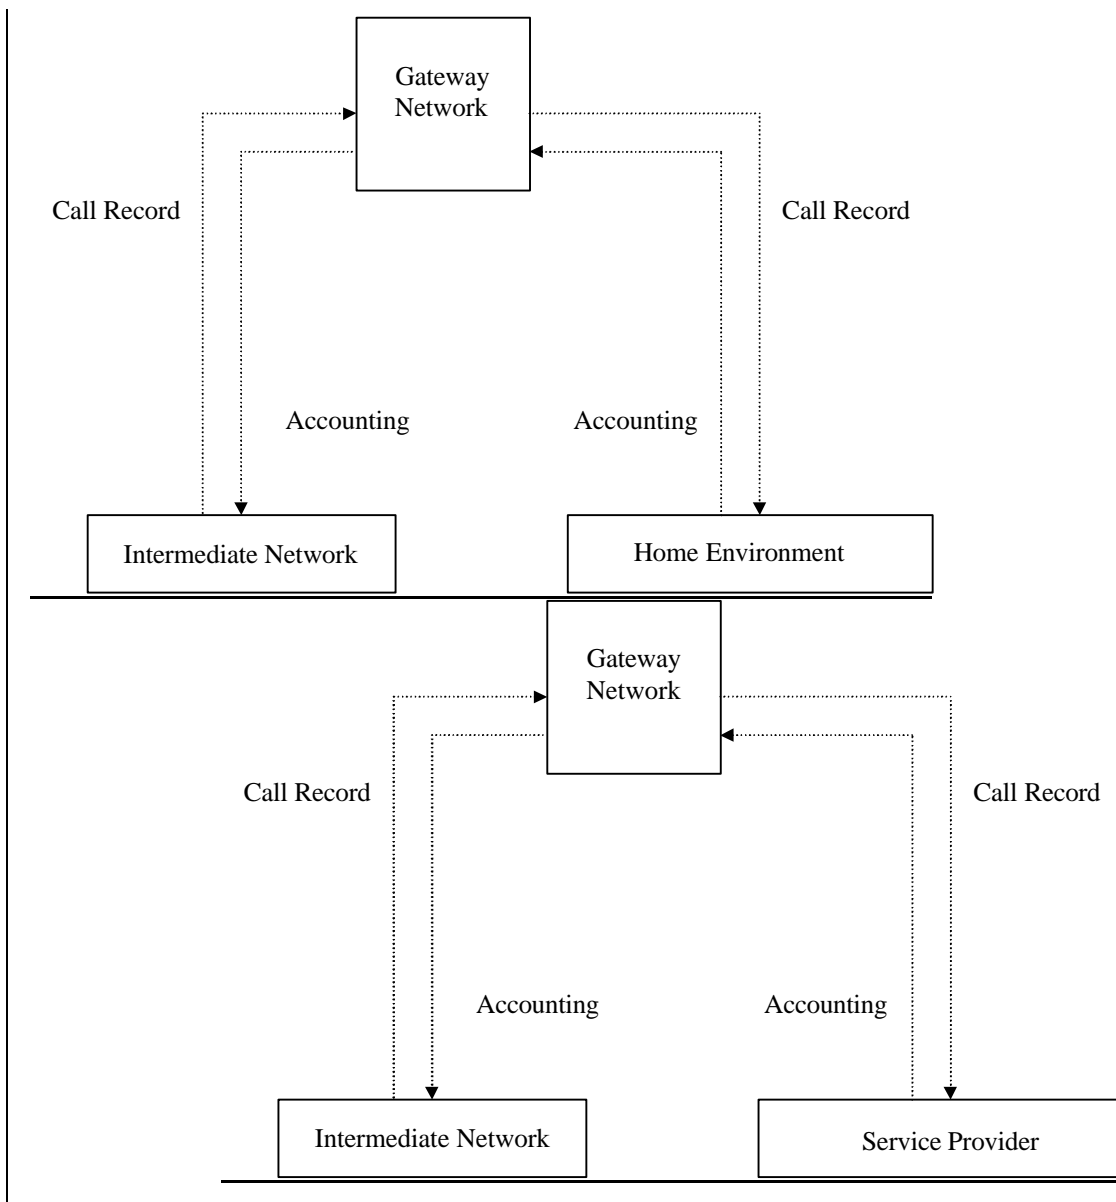 Gateway
Network
Call Record
Call Record
Accounting
Accounting
Intermediate Network
Home Environment
Gateway
Network
Call Record
Call Record
Accounting
Accounting
Intermediate Network
Service Provider